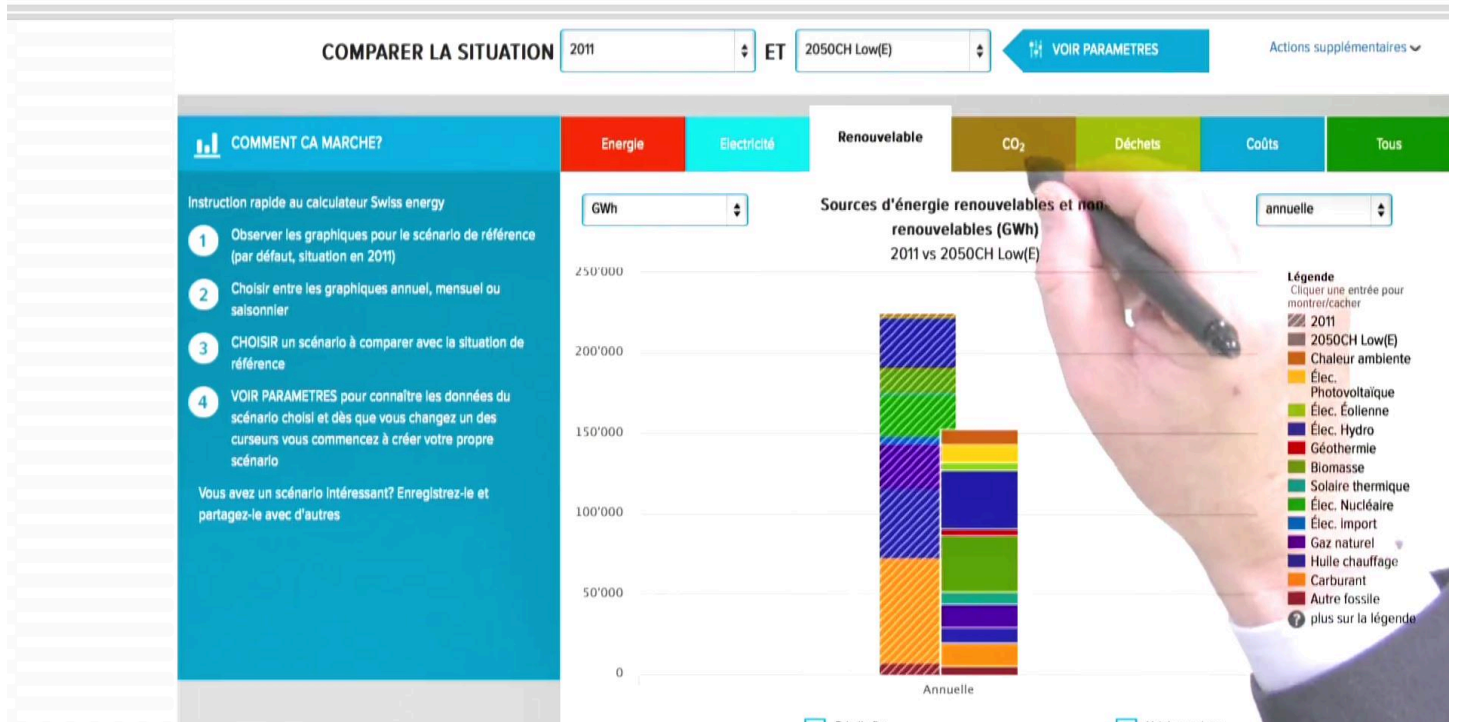 COMPARER LA SITUATION 2011 ET 2050CH Low(E) VOIR PARAMETRES Actions supplémentaires
COMMENT CA MARCHE?
Energie Electricité Renouvelable CO₂ Déchets Coûts Tous
Instruction rapide au calculateur Swiss energy
1 Observer les graphiques pour le scénario de référence
(par défaut, situation en 2011)
2 Choisir entre les graphiques annuel, mensuel ou
saisonnier
3 CHOISIR un scénario à comparer avec la situation de
référence
4 VOIR PARAMETRES pour connaître les données du
scénario choisi et dès que vous changez un des
curseurs vous commencez à créer votre propre
scénario
Vous avez un scénario intéressant? Enregistrez-le et
partagez-le avec d'autres
GWh
Sources d'énergie renouvelables et non
renouvelables (GWh)
2011 vs 2050CH Low(E)
annuelle
250'000
200'000
150'000
100'000
50'000
0
Annuelle
Légende
Cliquer une entrée pour
montrer/cacher
2011
2050CH Low(E)
Chaleur ambiente
Élec.
Photovoltaïque
Élec. Éolienne
Élec. Hydro
Géothermie
Biomasse
Solaire thermique
Élec. Nucléaire
Élec. import
Gaz naturel
Huile chauffage
Carburant
Autre fossile
? plus sur la légende